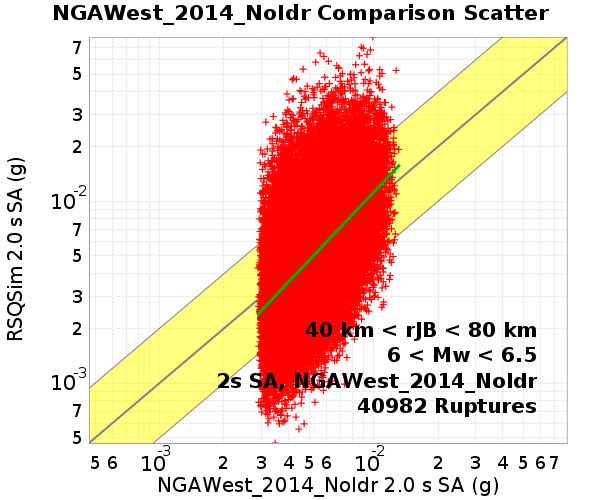 NGAWest_2014_NoIdr Comparison Scatter
RSQSim 2.0 s SA (g)
7
5
3
2
10-2
7
5
3
2
10-3
7
5
40 km < rJB < 80 km
6 < Mw < 6.5
2s SA, NGAWest_2014_NoIdr
40982 Ruptures
5 6 10-3 2 3 4 5 6 10-2 2 3 4 5 6 7
NGAWest_2014_NoIdr 2.0 s SA (g)